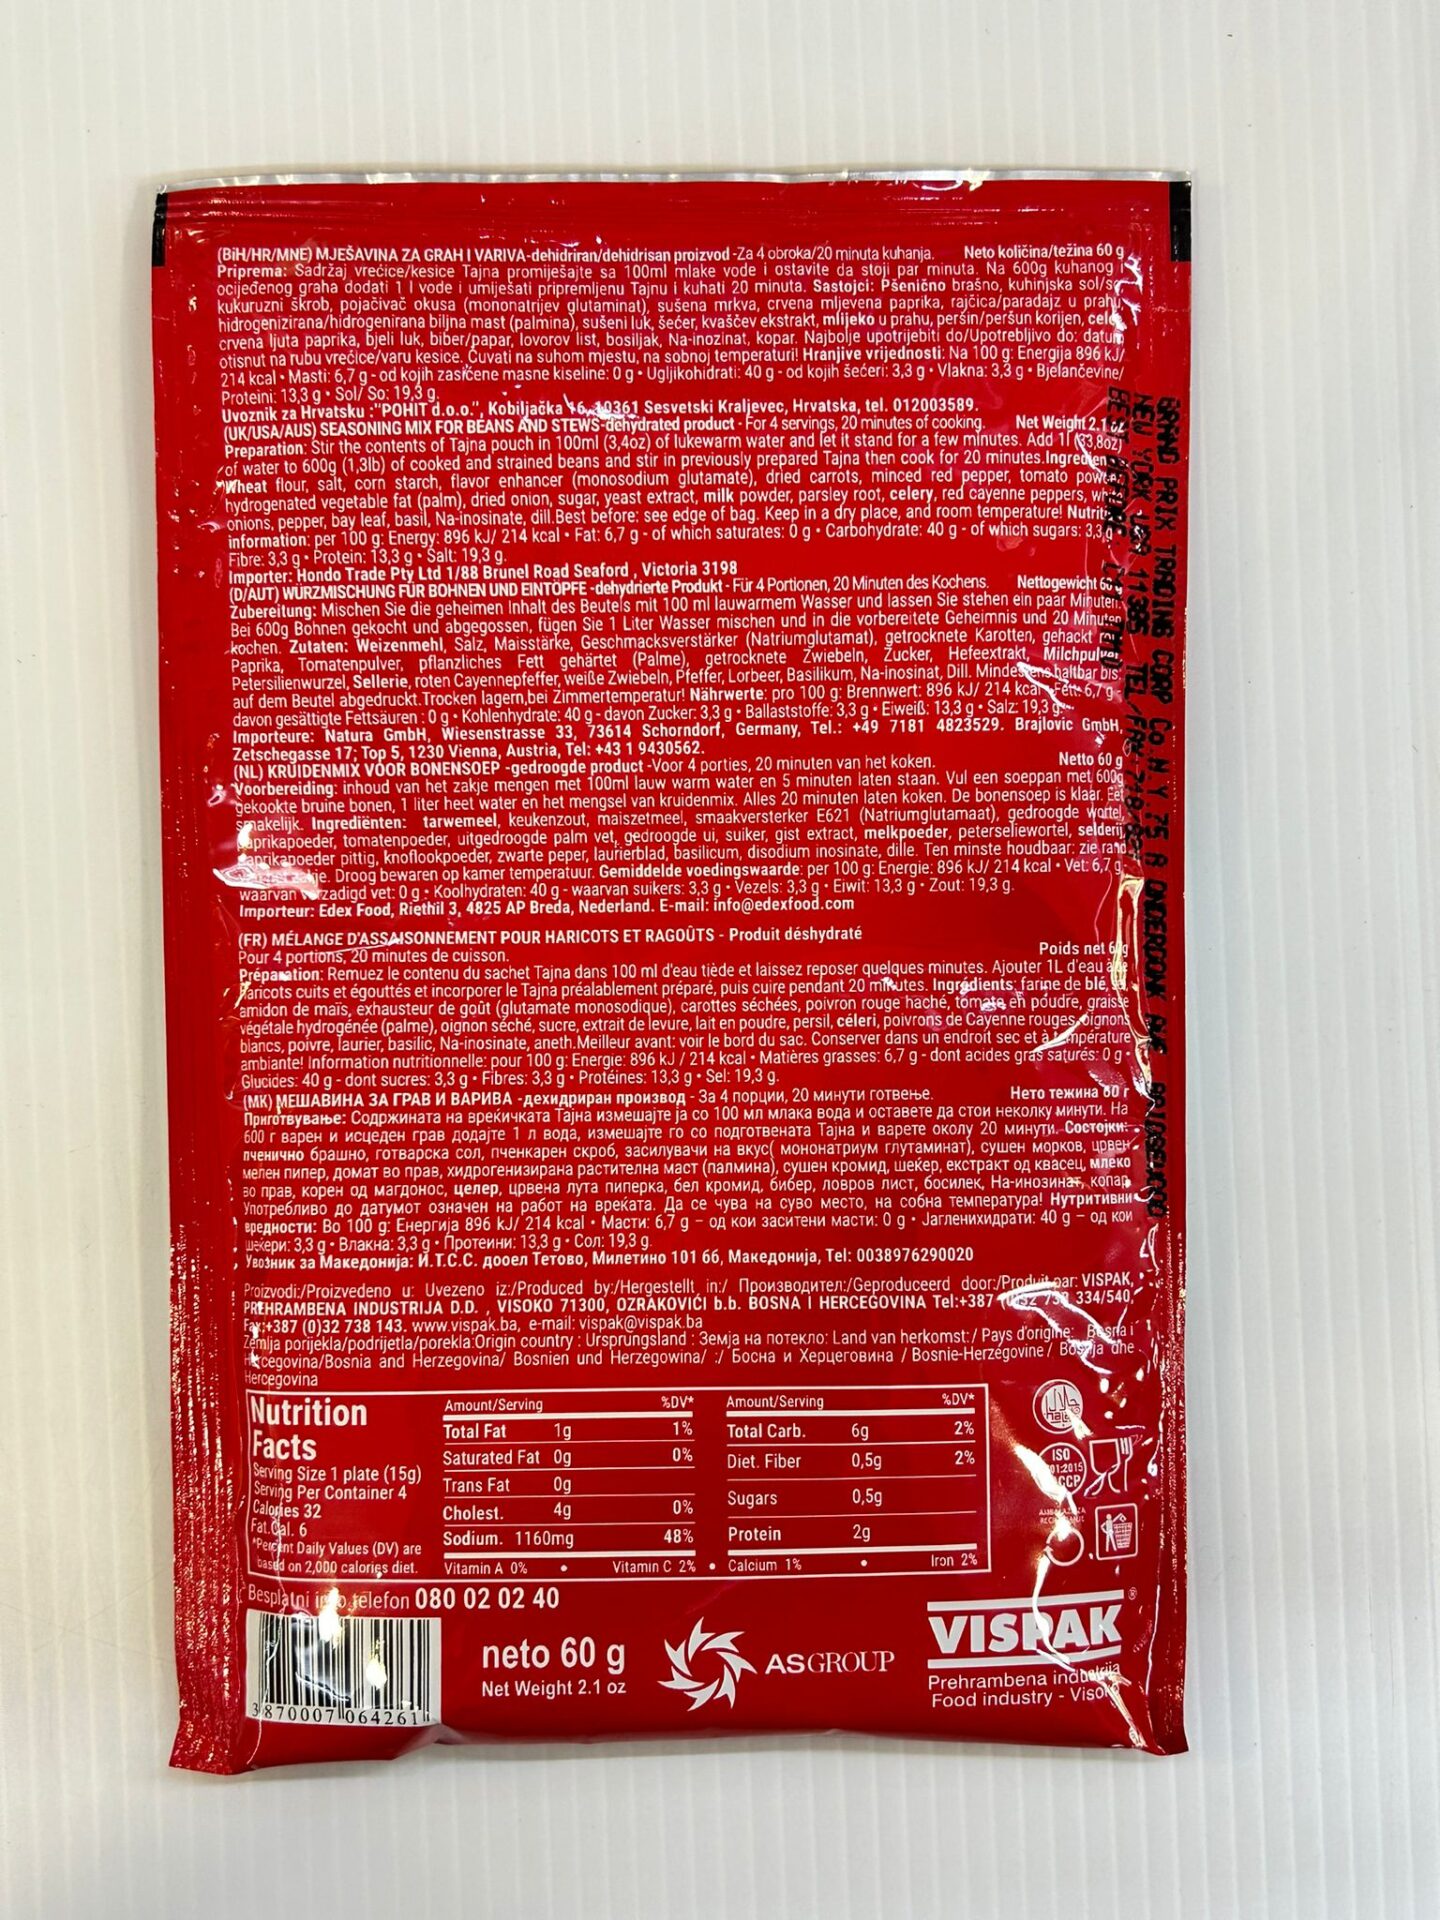 (BiH/HR/MNE) MJEŠAVINA ZA GRAH I VARIVA-dehidriran/dehidrisan proizvod -Za 4 obroka/20 minuta kuhanja. Neto količina/težina 60 g
Priprema: Sadržaj vrećice/kesice Tajna promiješajte sa 100ml mlake vode i ostavite da stoji par minuta. Na 600g kuhanog i
ocijeđenog graha dodati 1 l vode i umiješati pripremljenu Tajnu i kuhati 20 minuta. Sastojci: Pšenično brašno, kuhinjska sol/so
kukuruzni škrob, pojačivač okusa (mononatrijev glutaminat), sušena mrkva, crvena mljevena paprika, rajčica/paradajz u prahu
hidrogenizirana/hidrogenirana biljna mast (palmina), sušeni luk, šećer, kvaščev ekstrakt, mlijeko u prahu, peršin/peršun korijen,
crvena ljuta paprika, bjeli luk, biber/papar, lovorov list, bosiljak, Na-inozinat, kopar. Najbolje upotrijebiti do/Upotrebljivo do: datum
otisnut na rubu vrećice/varu kesice. Čuvati na suhom mjestu, na sobnoj temperaturi! Hranjive vrijednosti: Na 100 g: Energija 896 kJ/
214 kcal • Masti: 6,7 g - od kojih zasićene masne kiseline: 0 g • Ugljikohidrati: 40 g - od kojih šećeri: 3,3 g • Vlakna: 3,3 g • Bjelančevine/
Proteini: 13,3 g • Sol/ So: 19,3 g.
Uvoznik za Hrvatsku :"POHIT d.o.o.", Kobiljačka 10361 Sesvetski Kraljevec, Hrvatska, tel. 012003589.
(UK/USA/AUS) SEASONING MIX FOR BEANS AND STEWS-dehydrated product - For 4 servings, 20 minutes of cooking. Net Weight 2.1 oz
Preparation: Stir the contents of Tajna pouch in 100ml (3,4oz) of lukewarm water and let it stand for a few minutes. Add 1l (33,8oz)
of water to 600g (1,3lb) of cooked and strained beans and stir in previously prepared Tajna then cook for 20 minutes.
Wheat flour, salt, corn starch, flavor enhancer (monosodium glutamate), dried carrots, minced red pepper, tomato
hydrogenated vegetable fat (palm), dried onion, sugar, yeast extract, milk powder, parsley root, celery, red cayenne peppers,
onions, pepper, bay leaf, basil, Na-inosinate, dill.Best before: see edge of bag. Keep in a dry place, and room temperature!
information: per 100 g: Energy: 896 kJ/ 214 kcal • Fat: 6,7 g - of which saturates: 0 g • Carbohydrate: 40 g - of which sugars: 3,3
Fibre: 3,3 g • Protein: 13,3 g • Salt: 19,3 g.
Importer: Hondo Trade Pty Ltd 1/88 Brunel Road Seaford , Victoria 3198
(D/AUT) WÜRZMISCHUNG FÜR BOHNEN UND EINTÖPFE -dehydrierte Produkt - Für 4 Portionen, 20 Minuten des Kochens. Nettogewicht
Zubereitung: Mischen Sie die geheimen Inhalt des Beutels mit 100 ml lauwarmem Wasser und lassen Sie stehen ein paar Minuten.
Bei 600g Bohnen gekocht und abgegossen, fügen Sie 1 Liter Wasser mischen und in die vorbereitete Geheimnis und 20 Minuten
kochen. Zutaten: Weizenmehl, Salz, Maisstärke, Geschmacksverstärker (Natriumglutamat), getrocknete Karotten, gehackt
Paprika, Tomatenpulver, pflanzliches Fett gehärtet (Palme), getrocknete Zwiebeln, Zucker, Hefeextrakt, Milchpulver
Petersilienwurzel, Sellerie, roten Cayennepfeffer, weiße Zwiebeln, Pfeffer, Lorbeer, Basilikum, Na-inosinat, Dill. Mindestens haltbar bis:
auf dem Beutel abgedruckt.Trocken lagern,bei Zimmertemperatur! Nährwerte: pro 100 g: Brennwert: 896 kJ/ 214 kcal Fett: 6,7 g
davon gesättigte Fettsäuren : 0 g • Kohlenhydrate: 40 g - davon Zucker: 3,3 g • Ballaststoffe: 3,3 g • Eiweiß: 13,3 g • Salz: 19,3 g
Importeure: Natura GmbH, Wiesenstrasse 33, 73614 Schorndorf, Germany, Tel.: +49 7181 4823529. Brajlovic GmbH,
Zetschegasse 17; Top 5, 1230 Vienna, Austria, Tel: +43 1 9430562.
(NL) KRUIDENMIX VOOR BONENSOEP -gedroogde product -Voor 4 porties, 20 minuten van het koken. Netto 60 g
Voorbereiding: inhoud van het zakje mengen met 100ml lauw warm water en 5 minuten laten staan. Vul een soeppan met 600g
gekookte bruine bonen, 1 liter heet water en het mengsel van kruidenmix. Alles 20 minuten laten koken. De bonensoep is klaar. Eet
smakelijk. Ingrediënten: tarwemeel, keukenzout, maiszetmeel, smaakversterker E621 (Natriumglutamaat), gedroogde wortel,
paprikapoeder, tomatenpoeder, uitgedroogde palm vet, gedroogde ui, suiker, gist extract, melkpoeder, peterseliewortel, selderij,
paprikapoeder pittig, knoflookpoeder, zwarte peper, laurierblad, basilicum, disodium inosinate, dille. Ten minste houdbaar: zie rand
Droog bewaren op kamer temperatuur. Gemiddelde voedingswaarde: per 100 g: Energie: 896 kJ/ 214 kcal • Vet: 6,7 g
waarvan verzadigd vet: 0 g • Koolhydraten: 40 g - waarvan suikers: 3,3 g • Vezels: 3,3 g • Eiwit: 13,3 g • Zout: 19,3 g.
Importeur: Edex Food, Riethil 3, 4825 AP Breda, Nederland. E-mail: info@edexfood.com
(FR) MÉLANGE D'ASSAISONNEMENT POUR HARICOTS ET RAGOÛTS - Produit déshydraté
Pour 4 portions, 20 minutes de cuisson. Poids net
Préparation: Remuez le contenu du sachet Tajna dans 100 ml d'eau tiède et laissez reposer quelques minutes. Ajouter 1L d'eau à
haricots cuits et égouttés et incorporer le Tajna préalablement préparé, puis cuire pendant 20 minutes. Ingrédients: farine de blé,
amidon de maïs, exhausteur de goût (glutamate monosodique), carottes séchées, poivron rouge haché, tomate en poudre, graisse
végétale hydrogénée (palme), oignon séché, sucre, extrait de levure, lait en poudre, persil, céleri, poivrons de Cayenne rouges, oignons
blancs, poivre, laurier, basilic, Na-inosinate, aneth.Meilleur avant: voir le bord du sac. Conserver dans un endroit sec et à température
ambiante! Information nutritionnelle: pour 100 g: Energie: 896 kJ / 214 kcal • Matières grasses: 6,7 g - dont acides gras saturés: 0 g •
Glucides: 40 g - dont sucres: 3,3 g • Fibres: 3,3 g • Protéines: 13,3 g • Sel: 19,3 g.
(МК) МЕШАВИНА ЗА ГРАВ И ВАРИВА -дехидриран производ - За 4 порции, 20 минути готвење. Нето тежина 60 г
Приготвување: Содржината на вреќичката Тајна измешајте ја со 100 мл млака вода и оставете да стои неколку минути. На
600 г варен и исцеден грав додајте 1 л вода, измешајте го со подготвената Тајна и варете околу 20 минути. Состојки:
пченично брашно, готварска сол, пченкарен скроб, засилувачи на вкус( мононатриум глутаминат), сушен морков, црвен
мелен пипер, домат во прав, хидрогенизирана растителна маст (палмина), сушен кромид, шеќер, екстракт од квасец, млеко
во прав, корен од магдонос, целер, црвена лута пиперка, бел кромид, бибер, ловров лист, босилек, На-инозинат, копар
Употребливо до датумот означен на работ на вреќата. Да се чува на суво место, на собна температура! Нутритивни
вредности: Во 100 g: Енергија 896 kJ/ 214 kcal • Масти: 6,7 g – од кои заситени масти: 0 g • Јагленихидрати: 40 g – од кои
шеќери: 3,3 g • Влакна: 3,3 g • Протеини: 13,3 g • Сол: 19,3 g.
Увозник за Македонија: И.Т.С.С. дооел Тетово, Милетино 101 66, Македонија, Tel: 0038976290020
Proizvodi:/Proizvedeno u: Uvezeno iz:/Produced by:/Hergestellt in:/ Производител:/Geproduceerd door:/Produit par: VISPAK,
PREHRAMBENA INDUSTRIJA D.D. , VISOKO 71300, OZRAKOVIĆI b.b. BOSNA I HERCEGOVINA Tel:+387 334/540,
Fax:+387 (0)32 738 143. www.vispak.ba, e-mail: vispak@vispak.ba
Zemlja porijekla/podrijetla/porekla:Origin country : Ursprungsland : Земја на потекло: Land van herkomst:/ Pays d'origine: Bosna i
Hercegovina/Bosnia and Herzegovina/ Bosnien und Herzegowina/ :/ Босна и Херцеговина / Bosnie-Herzégovine / Bosnja dhe
Hercegovina
Nutrition
Facts
Serving Size 1 plate (15g)
Serving Per Container 4
Calories 32
Fat.Cal. 6
*Percent Daily Values (DV) are
based on 2,000 calories diet.
Amount/Serving %DV*
Total Fat 1g 1%
Saturated Fat 0g 0%
Trans Fat 0g
Cholest. 4g 0%
Sodium. 1160mg 48%
Amount/Serving %DV*
Total Carb. 6g 2%
Diet. Fiber 0,5g 2%
Sugars 0,5g
Protein 2g
Vitamin A 0% • Vitamin C 2% • Calcium 1% • Iron 2%
halal
ISO
Besplatni info telefon 080 02 02 40
3870007064261
neto 60 g
Net Weight 2.1 oz
ASGROUP
VISPAK®
Prehrambena industrija
Food industry - Visoko
GRAND PRIX TRADING CORP Co. N.Y. 75 A ONDERDONK AVE
NEW YORK USA 11385 TEL/FAX
BEST BEFORE: